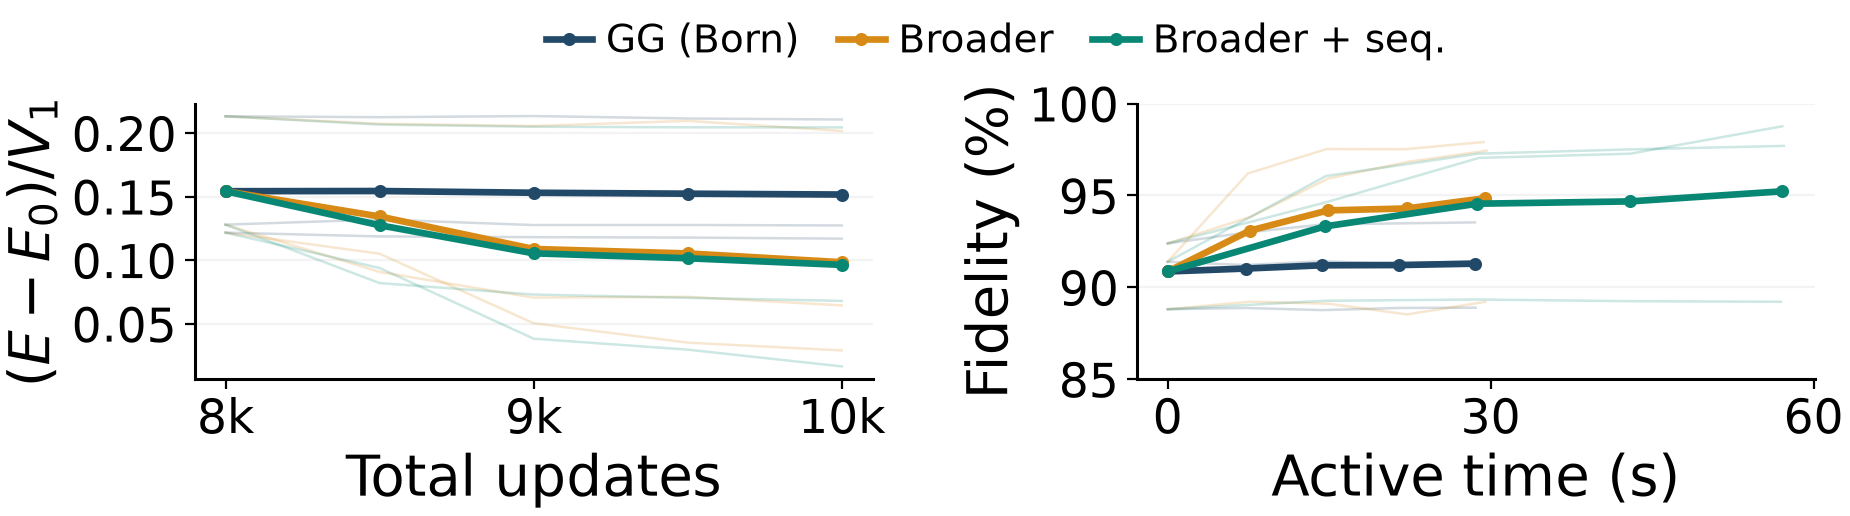 GG (Born) Broader Broader + seq.
(E − E₀)/V₁
0.20
0.15
0.10
0.05
8k 9k 10k
Total updates
Fidelity (%)
100
95
90
85
0 30 60
Active time (s)